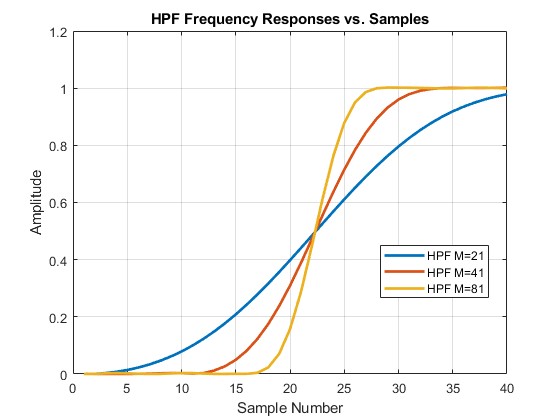 HPF Frequency Responses vs. Samples
1.2
1
0.8
0.6
0.4
0.2
0
Amplitude
HPF M=21
HPF M=41
HPF M=81
0 5 10 15 20 25 30 35 40
Sample Number